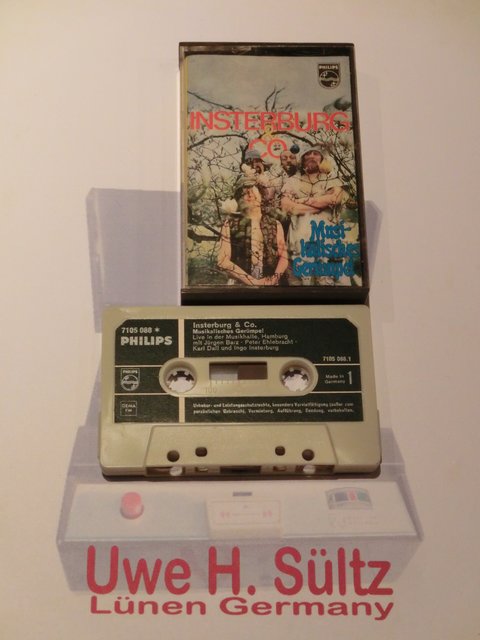 PHILIPS
INSTERBURG
CO
Musi-
kalisches
Gerümpel
7105 088 *
PHILIPS
Insterburg & Co.
Musikalisches Gerümpel
Live in der Musikhalle, Hamburg
mit Jürgen Barz · Peter Ehlebracht ·
Karl Dall und Ingo Insterburg
7105 088.1
Made in
Germany 1
GEMA
100
Urheber- und Leistungsschutzrechte, besonders Vervielfältigung (außer zum
persönlichen Gebrauch), Vermietung, Aufführung, Sendung, vorbehalten.
Uwe H. Sültz
Lünen Germany